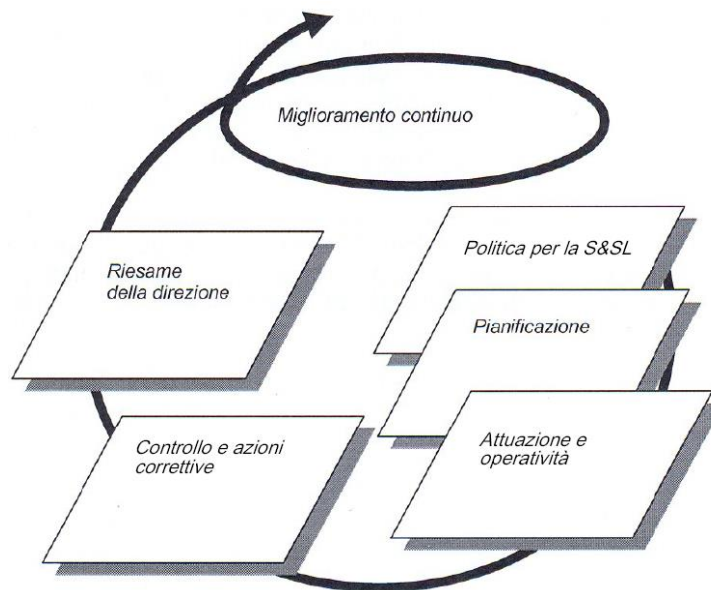 Miglioramento continuo
Politica per la S&SL
Pianificazione
Attuazione e
operatività
Controllo e azioni
correttive
Riesame
della direzione